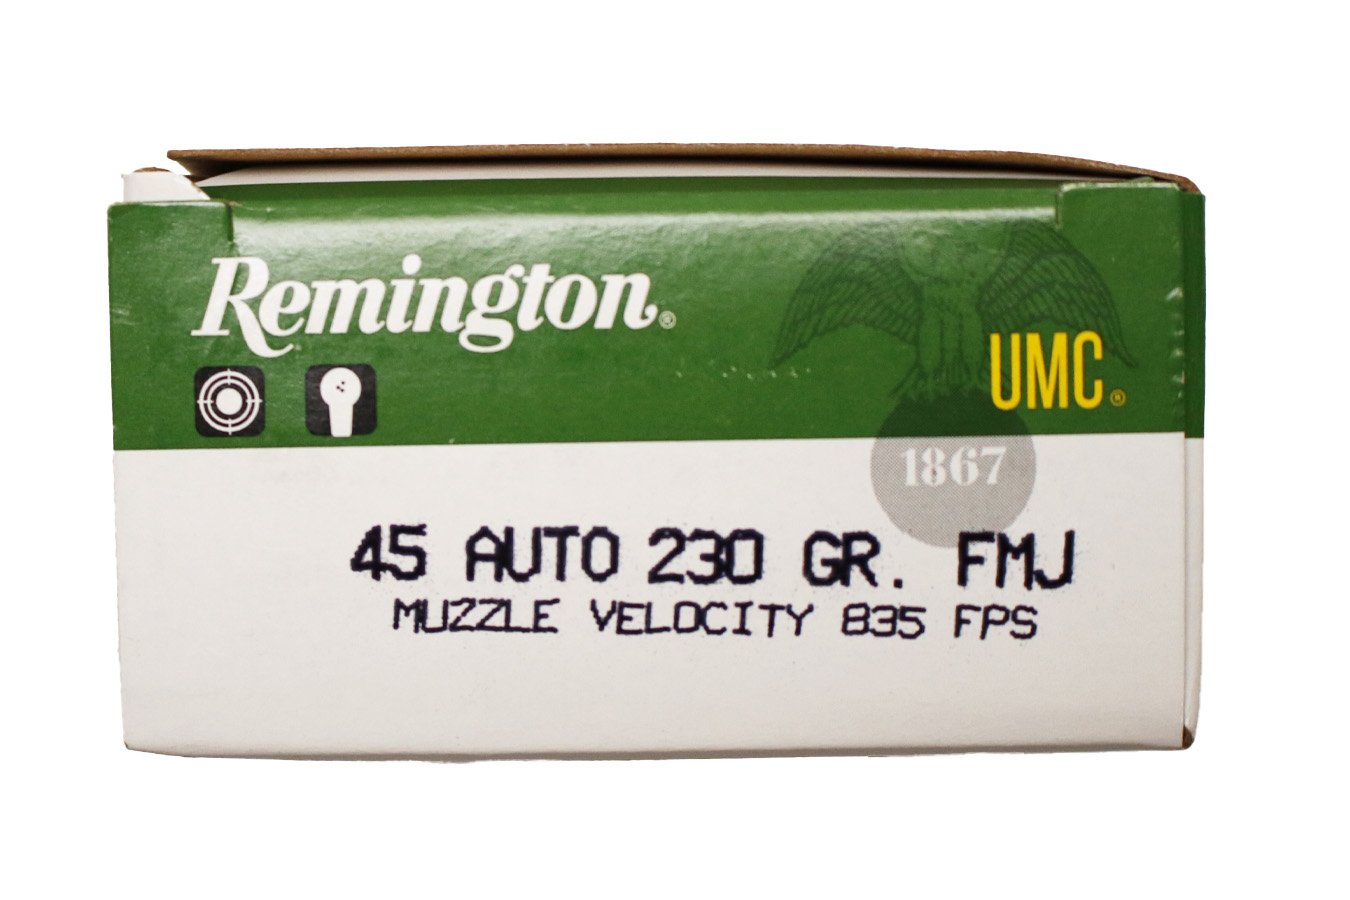 Remington®
UMC®
1867
45 AUTO 230 GR. FMJ
MUZZLE VELOCITY 835 FPS